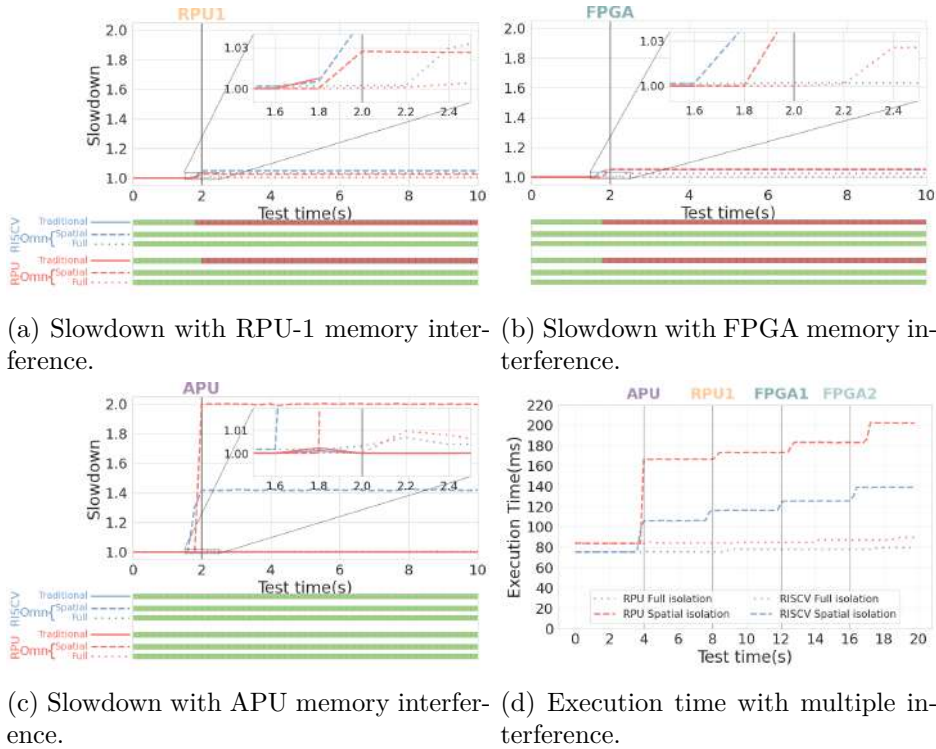 RPU1
FPGA
2.0
1.8
1.6
1.4
1.2
1.0
Slowdown
1.03
1.00
1.6 1.8 2.0 2.2 2.4
0 2 4 6 8 10
Test time(s)
2.0
1.8
1.6
1.4
1.2
1.0
1.03
1.00
1.6 1.8 2.0 2.2 2.4
0 2 4 6 8 10
Test time(s)
RISCV
Traditional
Omn { Spatial
Full
RPU
Traditional
Omn { Spatial
Full
(a) Slowdown with RPU-1 memory inter-
ference.
(b) Slowdown with FPGA memory in-
terference.
APU
2.0
1.8
1.6
1.4
1.2
1.0
Slowdown
1.01
1.00
1.6 1.8 2.0 2.2 2.4
0 2 4 6 8 10
Test time(s)
RISCV
Traditional
Omn { Spatial
Full
RPU
Traditional
Omn { Spatial
Full
APU RPU1 FPGA1 FPGA2
220
200
180
160
140
120
100
80
60
40
20
0
Execution Time(ms)
RPU Full isolation RISCV Full isolation
RPU Spatial isolation RISCV Spatial isolation
0 2 4 6 8 10 12 14 16 18 20
Test time(s)
(c) Slowdown with APU memory interfer-
ence.
(d) Execution time with multiple in-
terference.